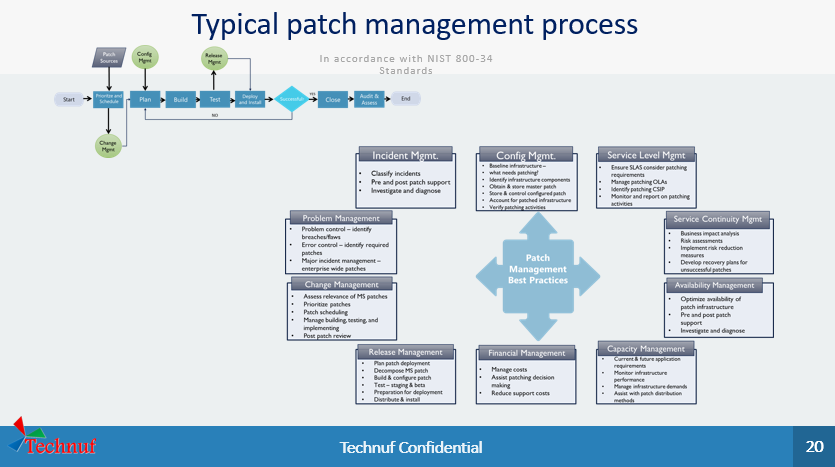 Typical patch management process
In accordance with NIST 800-34
Standards
Patch
Sources
Config
Mgmt
Release
Mgmt
Start
Prioritize and
Schedule
Plan
Build
Test
Deploy
and Install
Successful?
YES
Close
Audit &
Assess
End
NO
Change
Mgmt
Incident Mgmt.
• Classify incidents
• Pre and post patch support
• Investigate and diagnose
Config Mgmt.
• Baseline infrastructure –
• what needs patching?
• Identify infrastructure components
• Obtain & store master patch
• Store & control configured patch
• Account for patched infrastructure
• Verify patching activities
Service Level Mgmt
• Ensure SLAS consider patching
requirements
• Manage patching OLAs
• Identify patching CSIP
• Monitor and report on patching
activities
Problem Management
• Problem control – identify
breaches/flaws
• Error control – identify required
patches
• Major incident management –
enterprise wide patches
Patch
Management
Best Practices
Service Continuity Mgmt
• Business impact analysis
• Risk assessments
• Implement risk reduction
measures
• Develop recovery plans for
unsuccessful patches
Change Management
• Assess relevance of MS patches
• Prioritize patches
• Patch scheduling
• Manage building, testing, and
implementing
• Post patch review
Availability Management
• Optimize availability of
patch infrastructure
• Pre and post patch
support
• Investigate and diagnose
Release Management
• Plan patch deployment
• Decompose MS patch
• Build & configure patch
• Test – staging & beta
• Preparation for deployment
• Distribute & install
Financial Management
• Manage costs
• Assist patching decision
making
• Reduce support costs
Capacity Management
• Current & future application
requirements
• Monitor infrastructure
performance
• Manage infrastructure demands
• Assist with patch distribution
methods
Technuf
Technuf Confidential
20